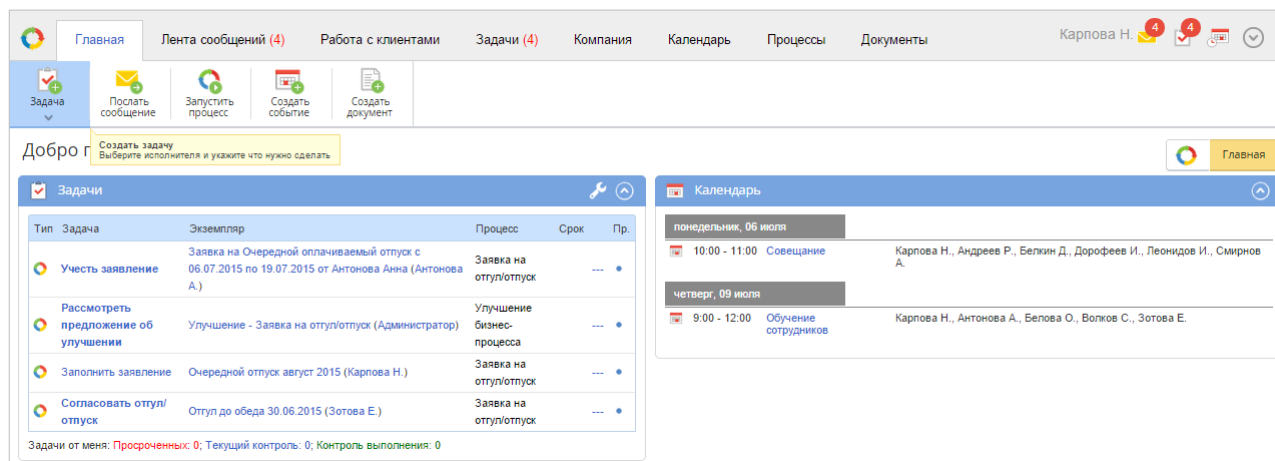 Главная Лента сообщений (4) Работа с клиентами Задачи (4) Компания Календарь Процессы Документы Карпова Н. 4 4
Задача
Послать
сообщение
Запустить
процесс
Создать
событие
Создать
документ
Добро п
Создать задачу
Выберите исполнителя и укажите что нужно сделать
Главная
Задачи
Тип Задача Экземпляр Процесс Срок Пр.
Учесть заявление
Заявка на Очередной оплачиваемый отпуск с
06.07.2015 по 19.07.2015 от Антонова Анна (Антонова
А.)
Заявка на
отгул/отпуск
---
Рассмотреть
предложение об
улучшении
Улучшение - Заявка на отгул/отпуск (Администратор)
Улучшение
бизнес-
процесса
---
Заполнить заявление
Очередной отпуск август 2015 (Карпова Н.)
Заявка на
отгул/отпуск
---
Согласовать отгул/
отпуск
Отгул до обеда 30.06.2015 (Зотова Е.)
Заявка на
отгул/отпуск
---
Задачи от меня: Просроченных: 0; Текущий контроль: 0; Контроль выполнения: 0
Календарь
понедельник, 06 июля
10:00 - 11:00 Совещание
Карпова Н., Андреев Р., Белкин Д., Дорофеев И., Леонидов И., Смирнов
А.
четверг, 09 июля
9:00 - 12:00 Обучение
сотрудников
Карпова Н., Антонова А., Белова О., Волков С., Зотова Е.